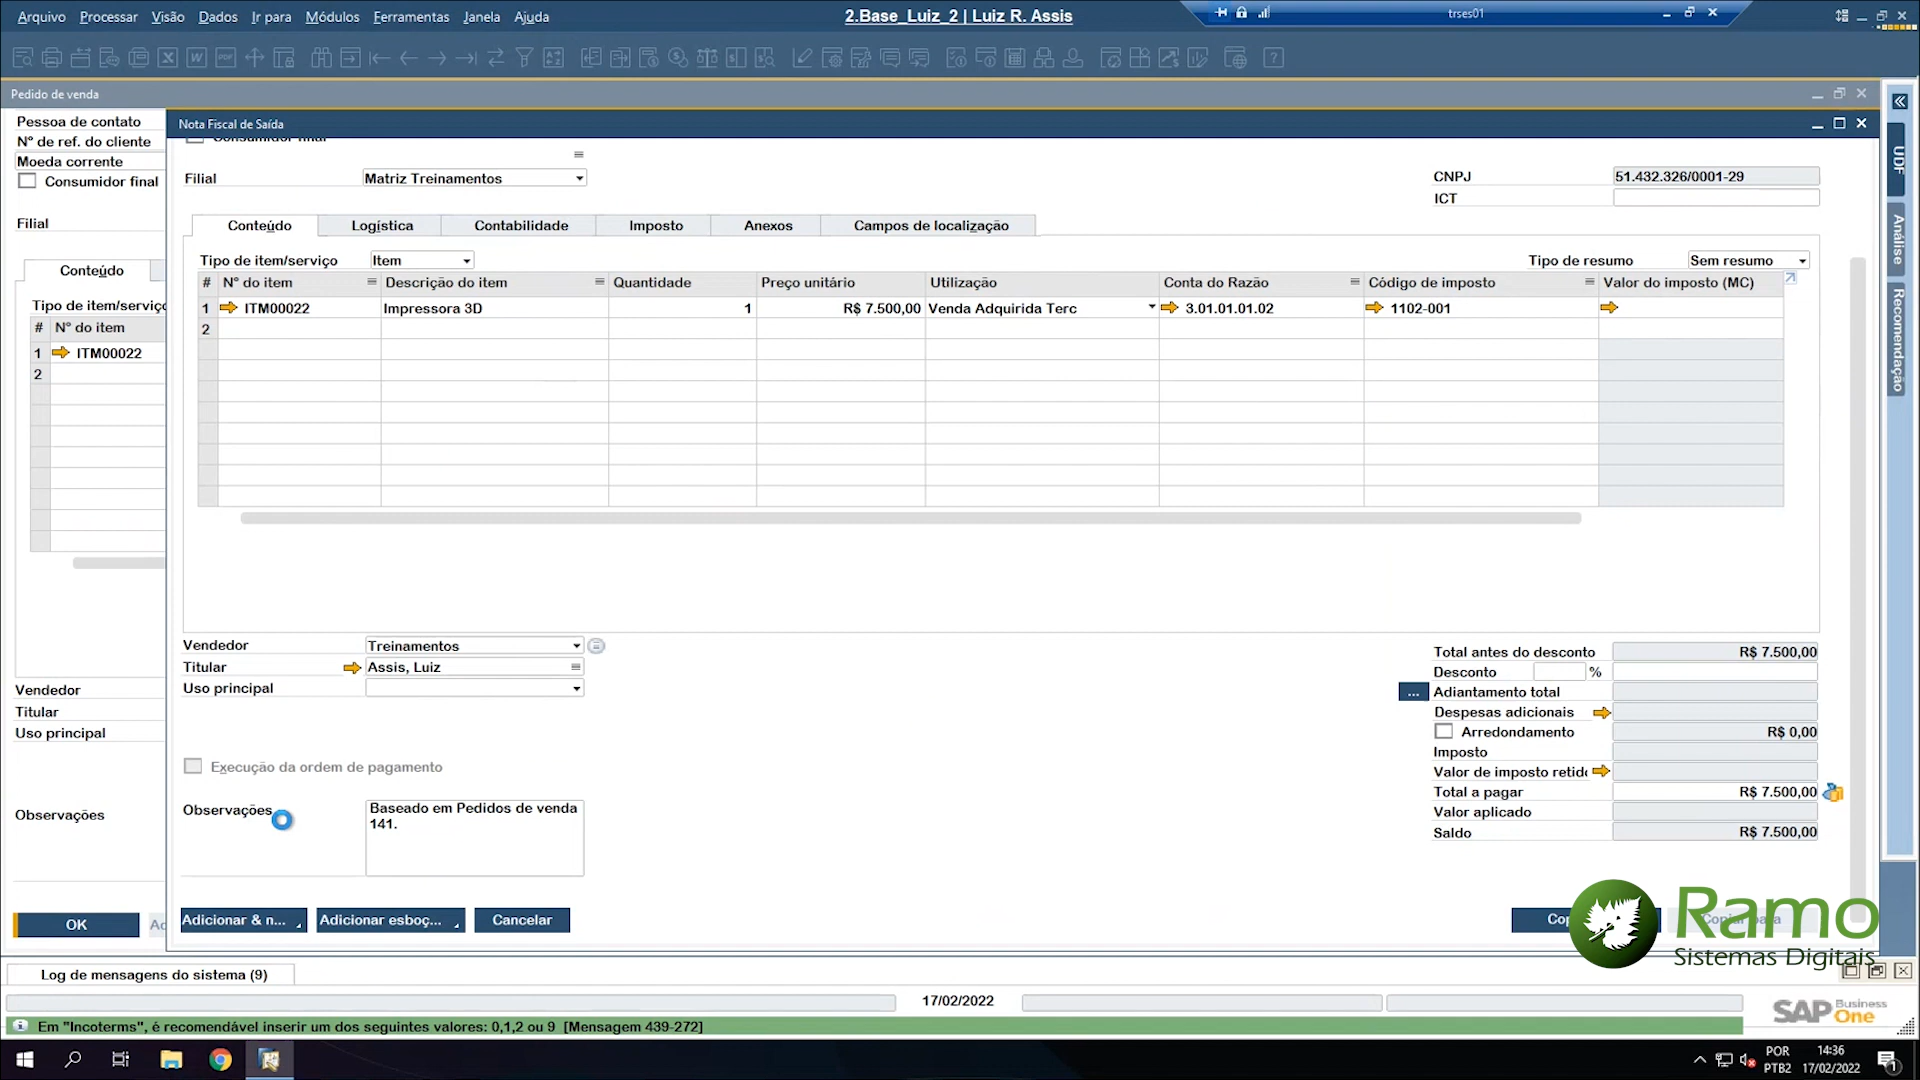 Arquivo Processar Visão Dados Ir para Módulos Ferramentas Janela Ajuda
2.Base_Luiz_2 | Luiz R. Assis
trses01
Pedido de venda
Pessoa de contato
Nº de ref. do cliente
Moeda corrente
Consumidor final
Filial
Conteúdo
Tipo de item/serviço
# Nº do item
1 ITM00022
2
Vendedor
Titular
Uso principal
Observações
OK
Nota Fiscal de Saída
Consumidor final
Filial Matriz Treinamentos
CNPJ 51.432.326/0001-29
ICT
Conteúdo Logística Contabilidade Imposto Anexos Campos de localização
Tipo de item/serviço Item
Tipo de resumo Sem resumo
# Nº do item Descrição do item Quantidade Preço unitário Utilização Conta do Razão Código de imposto Valor do imposto (MC)
1 ITM00022 Impressora 3D 1 R$ 7.500,00 Venda Adquirida Terc 3.01.01.01.02 1102-001
2
Vendedor Treinamentos
Titular Assis, Luiz
Uso principal
Execução da ordem de pagamento
Observações
Baseado em Pedidos de venda
141.
Total antes do desconto R$ 7.500,00
Desconto %
... Adiantamento total
Despesas adicionais
Arredondamento R$ 0,00
Imposto
Valor de imposto retido
Total a pagar R$ 7.500,00
Valor aplicado
Saldo R$ 7.500,00
Adicionar & n... Adicionar esboç... Cancelar
UDF
Análise
Recomendação
Ramo
Sistemas Digitais
Log de mensagens do sistema (9)
17/02/2022
SAP Business One
Em "Incoterms", é recomendável inserir um dos seguintes valores: 0,1,2 ou 9 [Mensagem 439-272]
POR
PTB2
14:36
17/02/2022
1